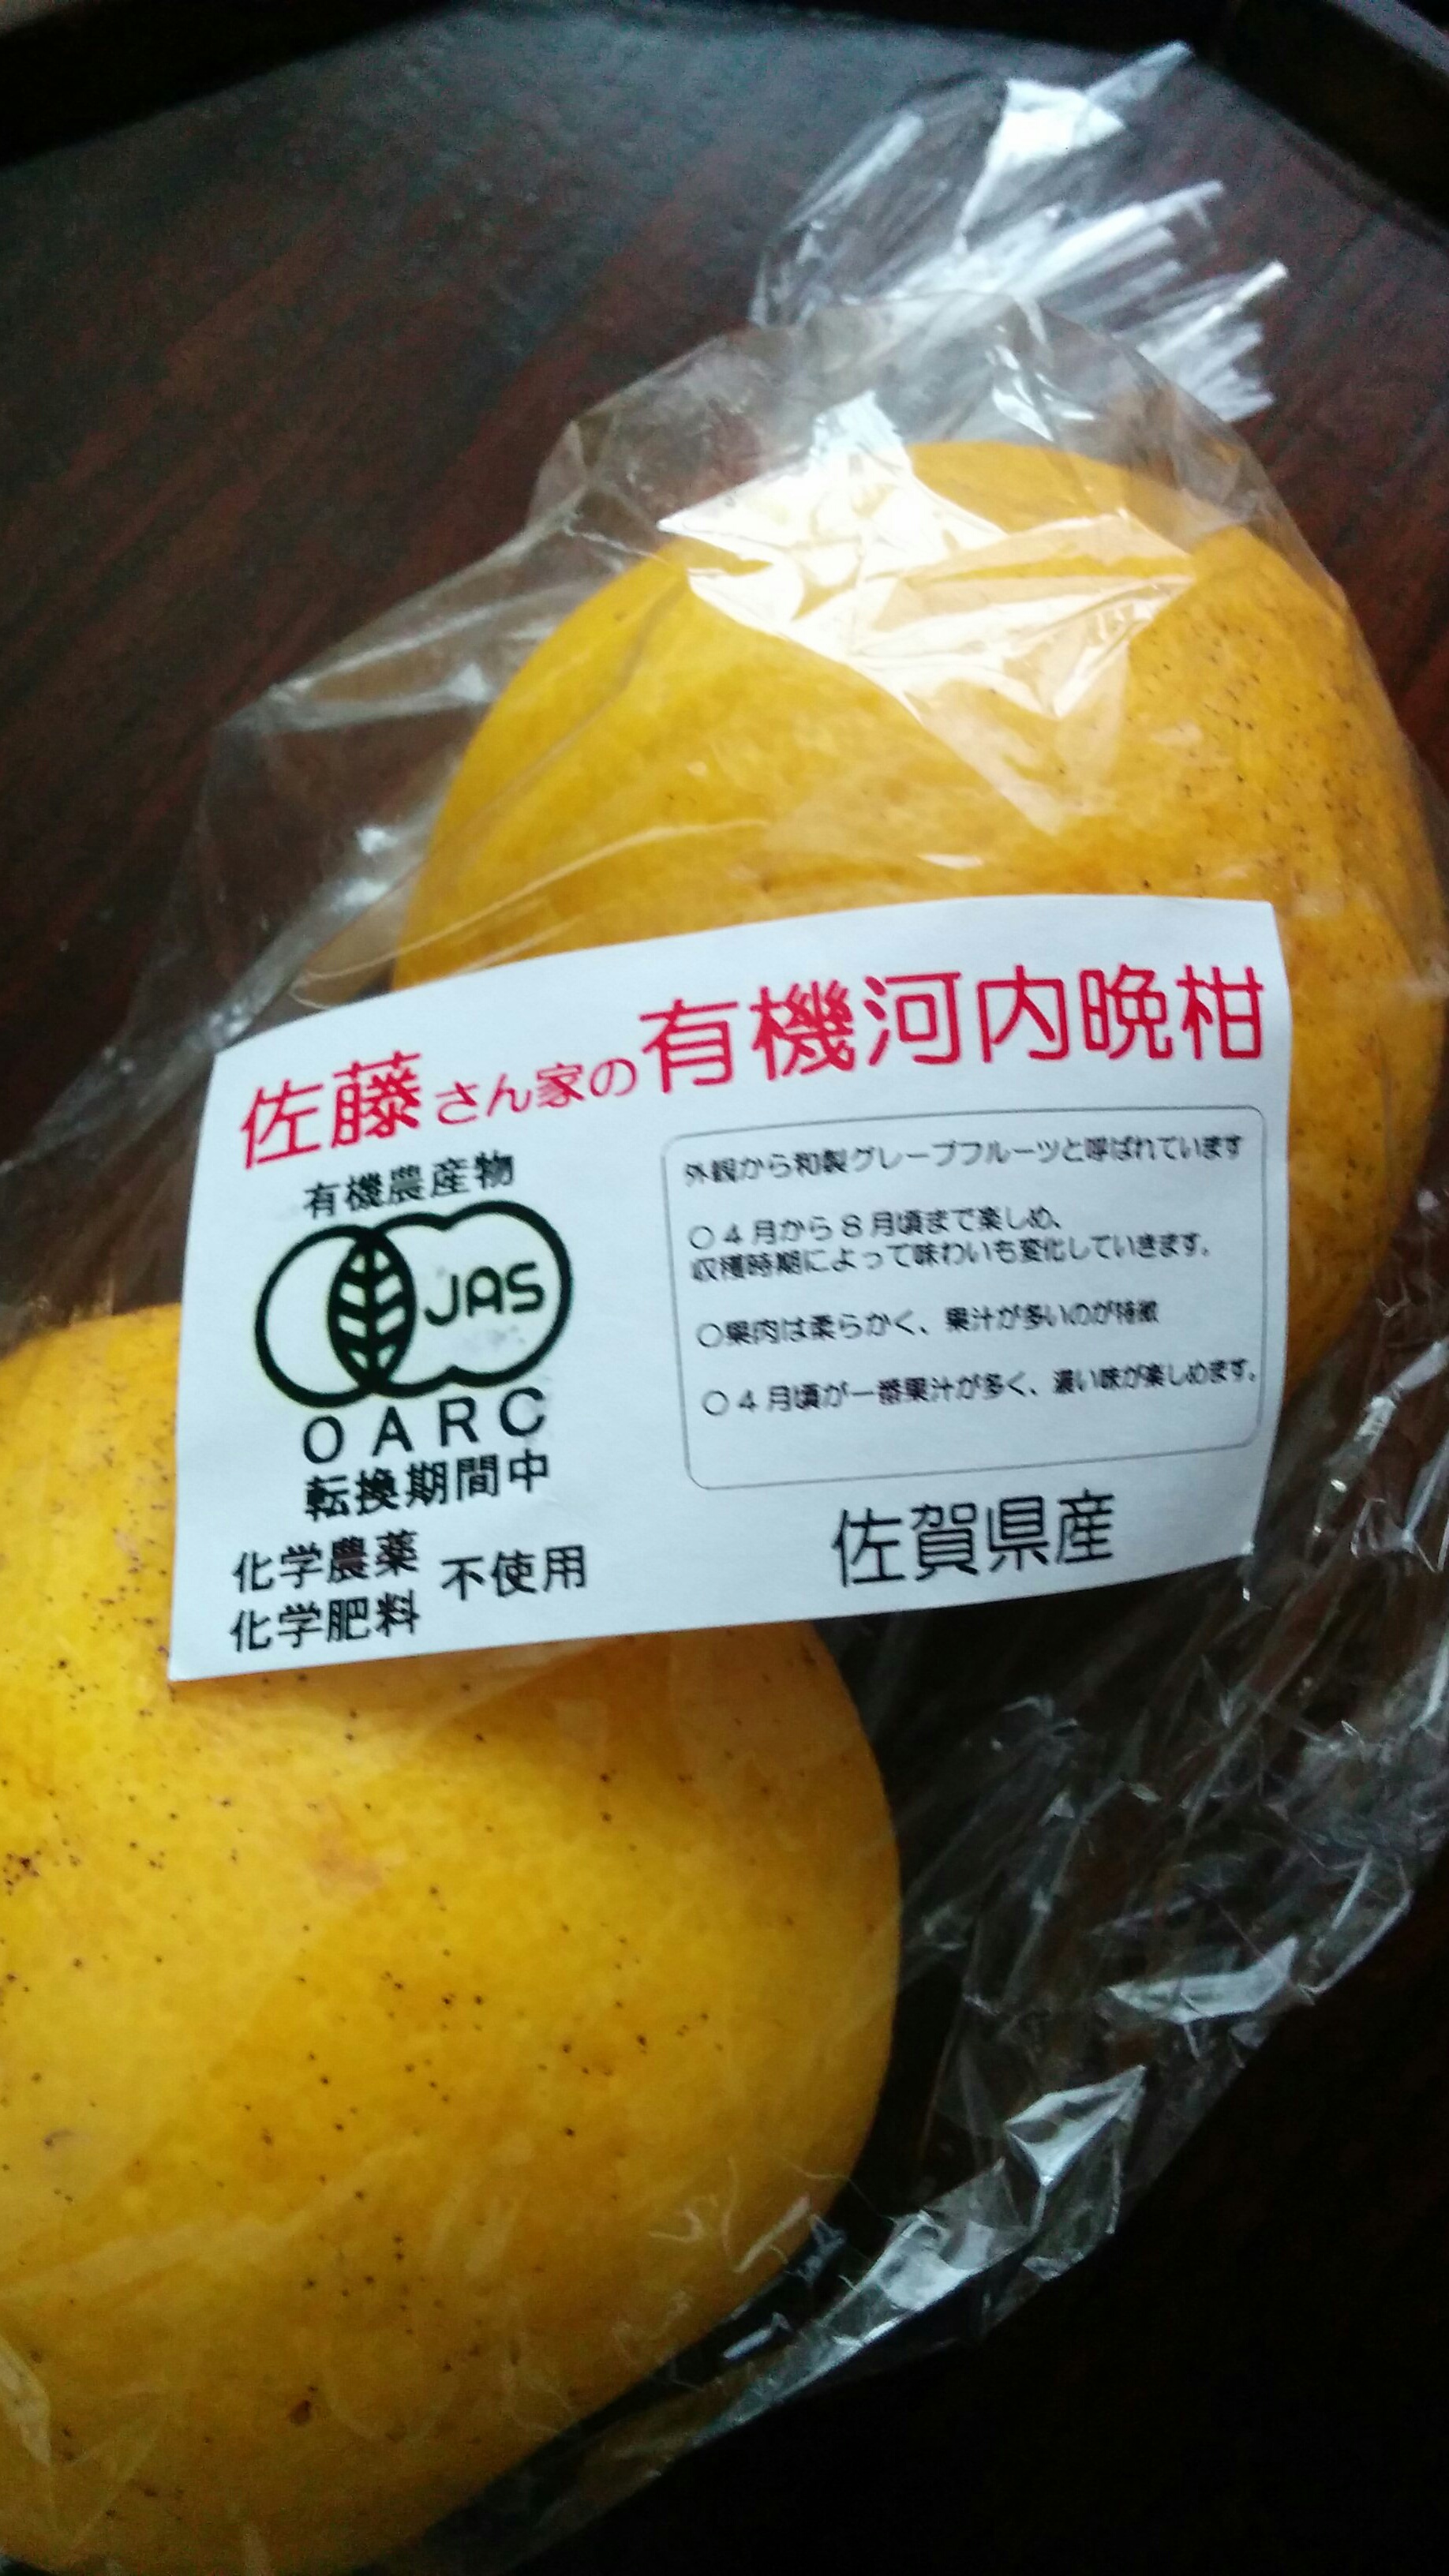 佐藤さん家の有機河内晩柑
有機農産物
JAS
OARC
転換期間中
化学農薬
化学肥料
不使用
外観から和製グレープフルーツと呼ばれています
○4月から8月頃まで楽しめ、
収穫時期によって味わいも変化していきます。
○果肉は柔らかく、果汁が多いのが特徴
○4月頃が一番果汁が多く、濃い味が楽しめます。
佐賀県産